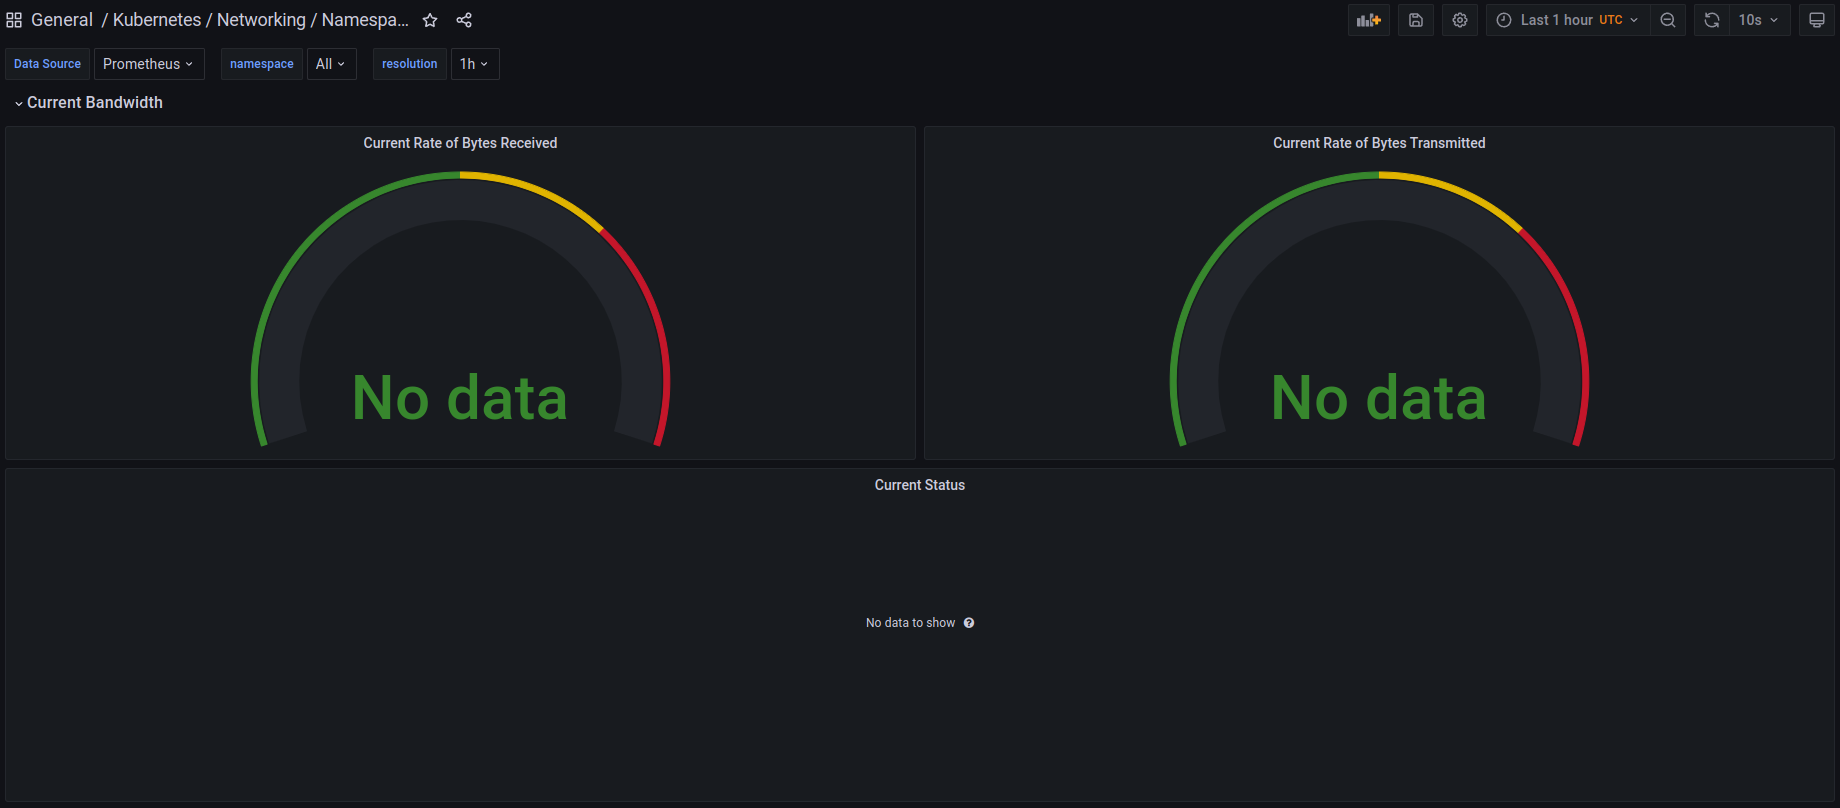 General / Kubernetes / Networking / Namespa...
Last 1 hour UTC
10s
Data Source Prometheus namespace All resolution 1h
Current Bandwidth
Current Rate of Bytes Received
No data
Current Rate of Bytes Transmitted
No data
Current Status
No data to show